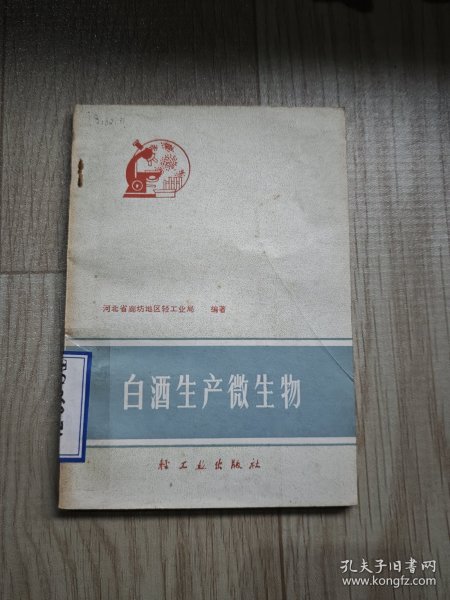 河北省廊坊地区轻工业局 编著
白酒生产微生物
轻工业出版社
孔夫子旧书网
www.kongfz.com